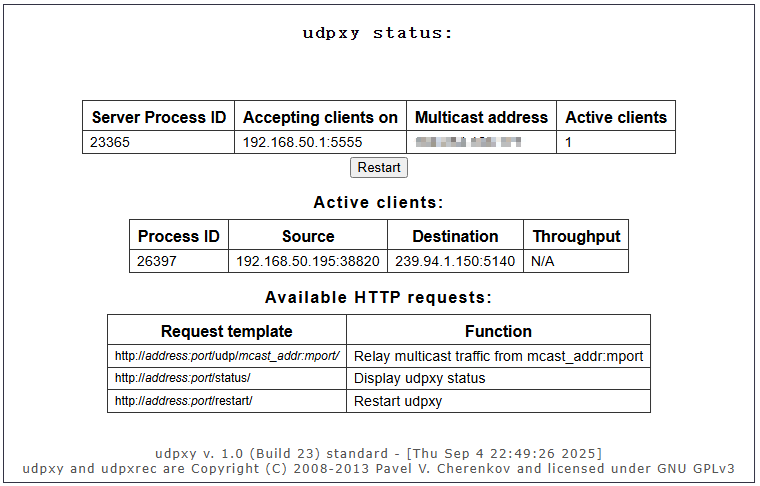 udpxy status:
Server Process ID Accepting clients on Multicast address Active clients
23365 192.168.50.1:5555 1
Restart
Active clients:
Process ID Source Destination Throughput
26397 192.168.50.195:38820 239.94.1.150:5140 N/A
Available HTTP requests:
Request template Function
http://address:port/udp/mcast_addr:mport/ Relay multicast traffic from mcast_addr:mport
http://address:port/status/ Display udpxy status
http://address:port/restart/ Restart udpxy
udpxy v. 1.0 (Build 23) standard - [Thu Sep 4 22:49:26 2025]
udpxy and udpxrec are Copyright (C) 2008-2013 Pavel V. Cherenkov and licensed under GNU GPLv3